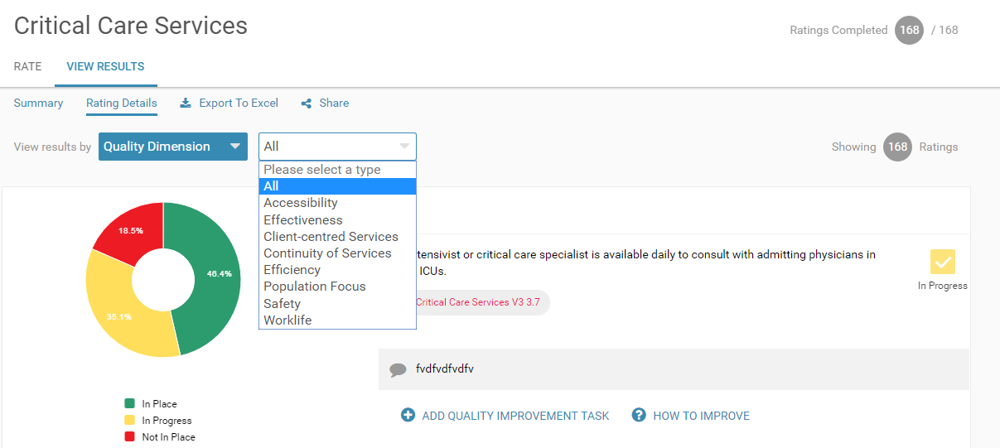 Critical Care Services
Ratings Completed 168 / 168
RATE VIEW RESULTS
Summary Rating Details Export To Excel Share
View results by Quality Dimension All Showing 168 Ratings
Please select a type
All
Accessibility
Effectiveness
Client-centred Services
Continuity of Services
Efficiency
Population Focus
Safety
Worklife
18.5%
46.4%
35.1%
In Place
In Progress
Not In Place
or critical care specialist is available daily to consult with admitting physicians in
ICUs.
In Progress
Critical Care Services V3 3.7
fvdfvdfvdfv
ADD QUALITY IMPROVEMENT TASK HOW TO IMPROVE